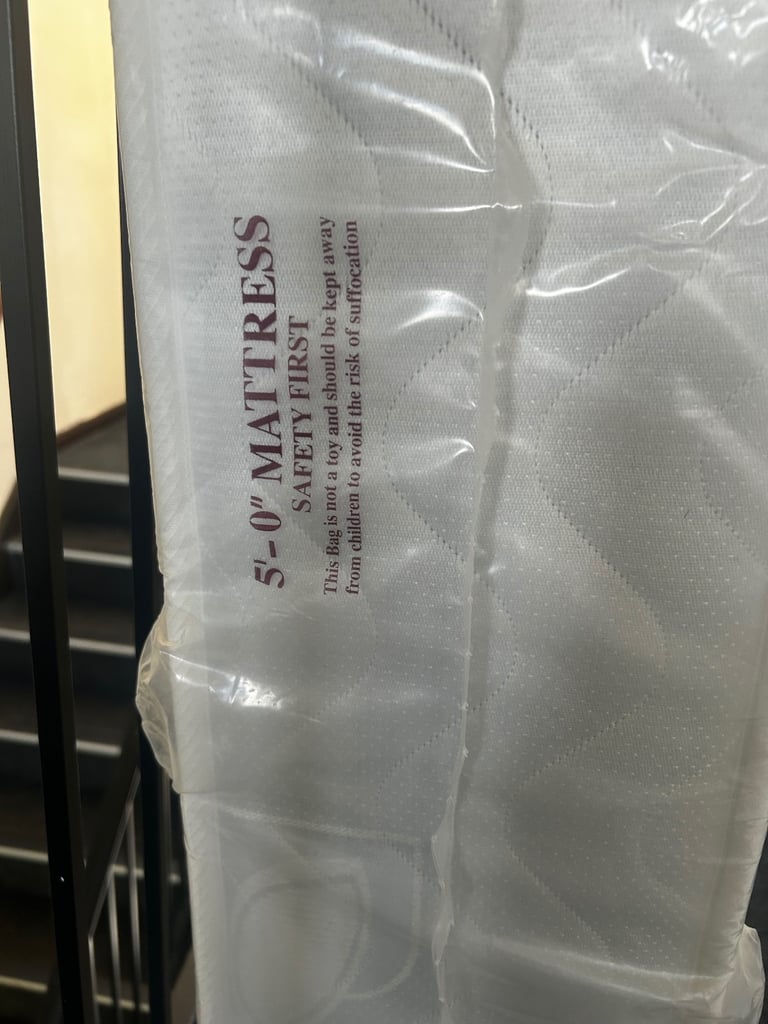 5'-0" MATTRESS
SAFETY FIRST
This Bag is not a toy and should be kept away
from children to avoid the risk of suffocation